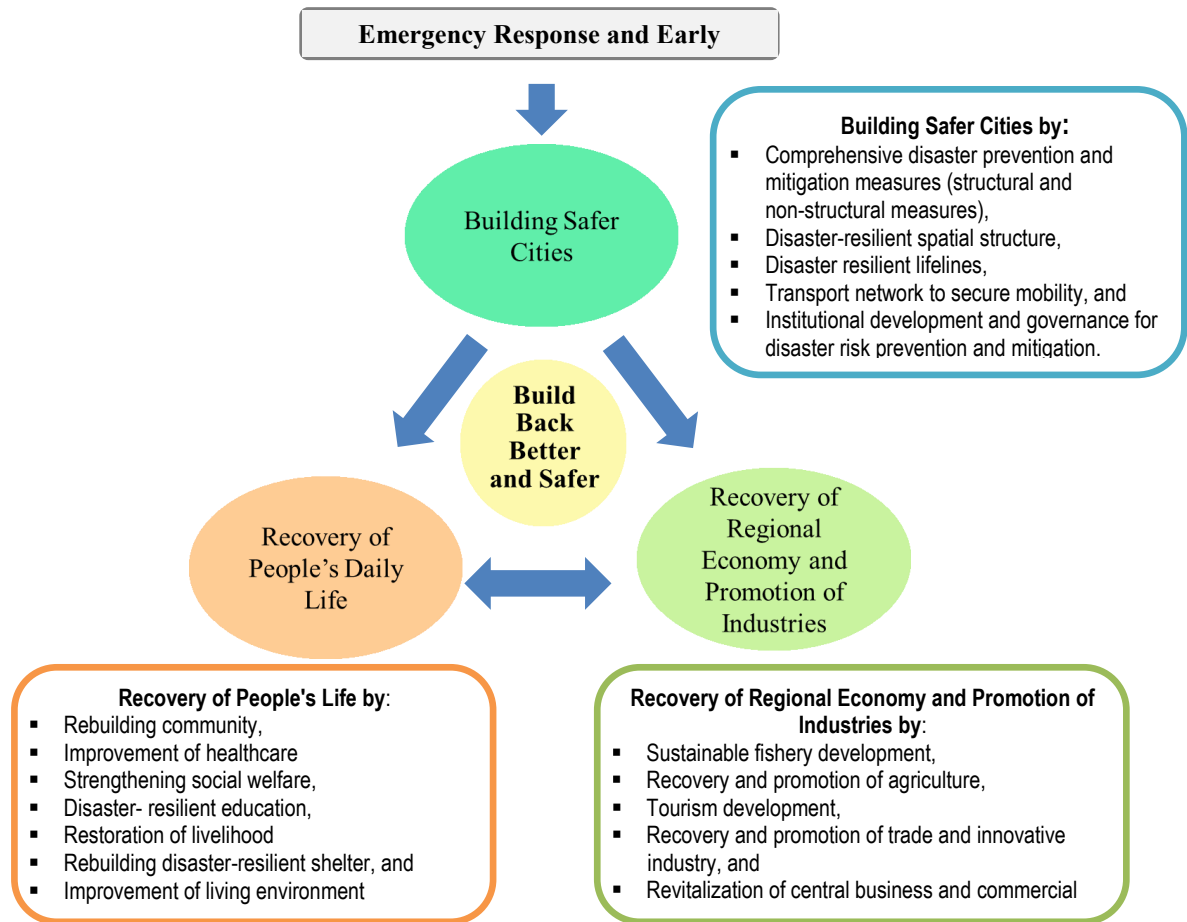 Emergency Response and Early
Building Safer Cities by:
▪ Comprehensive disaster prevention and
mitigation measures (structural and
non-structural measures),
▪ Disaster-resilient spatial structure,
▪ Disaster resilient lifelines,
▪ Transport network to secure mobility, and
▪ Institutional development and governance for
disaster risk prevention and mitigation.
Building Safer
Cities
Build
Back
Better
and Safer
Recovery of
People’s Daily
Life
Recovery of
Regional
Economy and
Promotion of
Industries
Recovery of People's Life by:
▪ Rebuilding community,
▪ Improvement of healthcare
▪ Strengthening social welfare,
▪ Disaster- resilient education,
▪ Restoration of livelihood
▪ Rebuilding disaster-resilient shelter, and
▪ Improvement of living environment
Recovery of Regional Economy and Promotion of
Industries by:
▪ Sustainable fishery development,
▪ Recovery and promotion of agriculture,
▪ Tourism development,
▪ Recovery and promotion of trade and innovative
industry, and
▪ Revitalization of central business and commercial